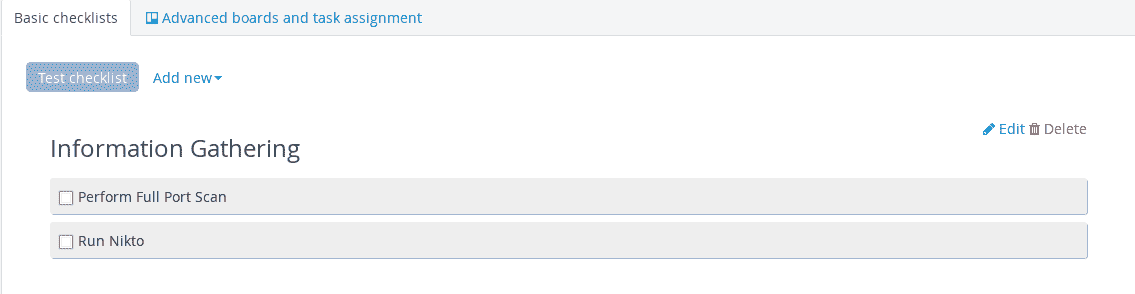 Basic checklists
Advanced boards and task assignment
Test checklist
Add new
Edit
Delete
Information Gathering
Perform Full Port Scan
Run Nikto